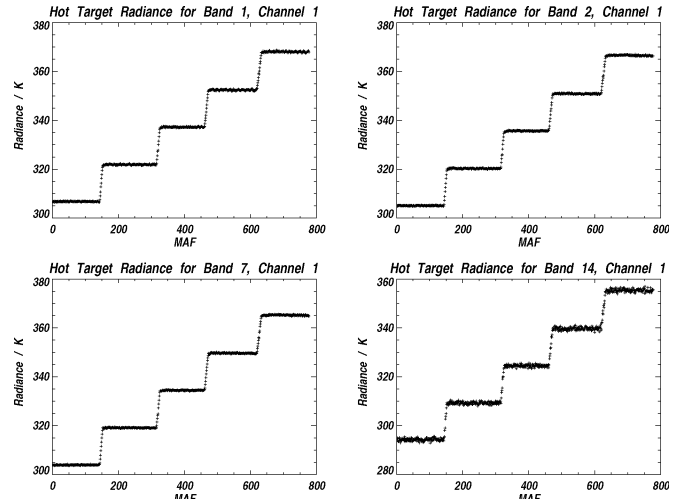 Hot Target Radiance for Band 1, Channel 1
380
360
340
320
300
Radiance / K
0 200 400 600 800
MAF
Hot Target Radiance for Band 2, Channel 1
380
360
340
320
300
Radiance / K
0 200 400 600 800
MAF
Hot Target Radiance for Band 7, Channel 1
380
360
340
320
300
Radiance / K
0 200 400 600 800
MAF
Hot Target Radiance for Band 14, Channel 1
360
340
320
300
280
Radiance / K
0 200 400 600 800
MAF